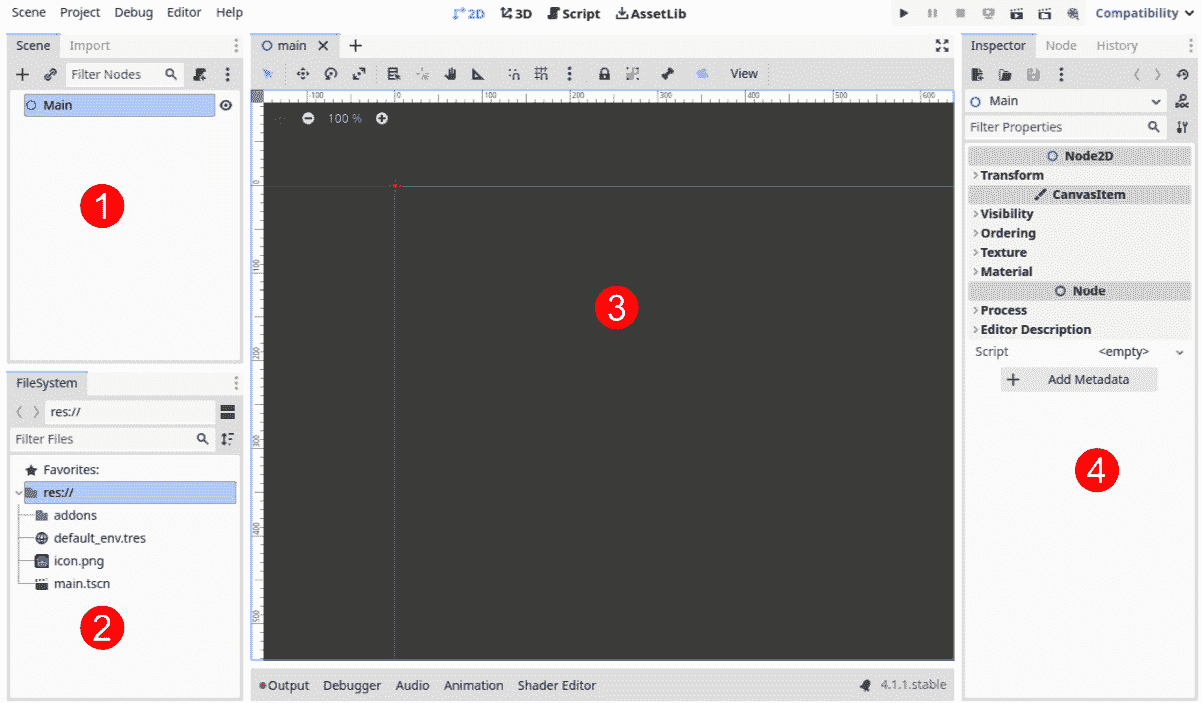 Scene Project Debug Editor Help 2D 3D Script AssetLib Compatibility
Scene Import
main
Inspector Node History
Filter Nodes
View
Main
Main
Filter Properties
-100 0 100 200 300 400 500 600
100 %
0
100
200
300
400
500
1
3
Node2D
Transform
CanvasItem
Visibility
Ordering
Texture
Material
Node
Process
Editor Description
Script <empty>
Add Metadata
4
FileSystem
res://
Filter Files
Favorites:
res://
addons
default_env.tres
icon.png
main.tscn
2
Output Debugger Audio Animation Shader Editor 4.1.1.stable